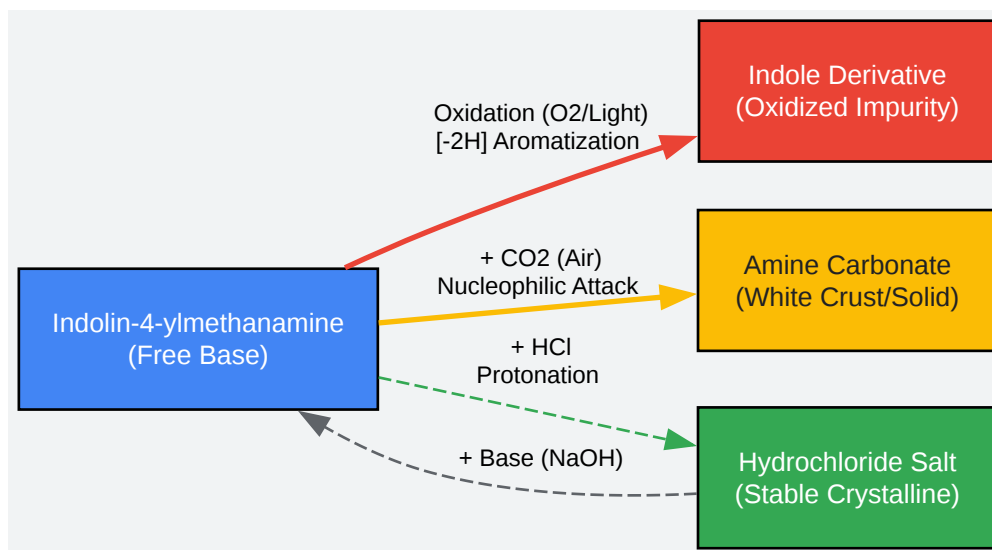 Indole Derivative
(Oxidized Impurity)
Oxidation (O2/Light)
[-2H] Aromatization
+ CO2 (Air)
Nucleophilic Attack
Amine Carbonate
(White Crust/Solid)
Indolin-4-ylmethanamine
(Free Base)
+ HCl
Protonation
+ Base (NaOH)
Hydrochloride Salt
(Stable Crystalline)